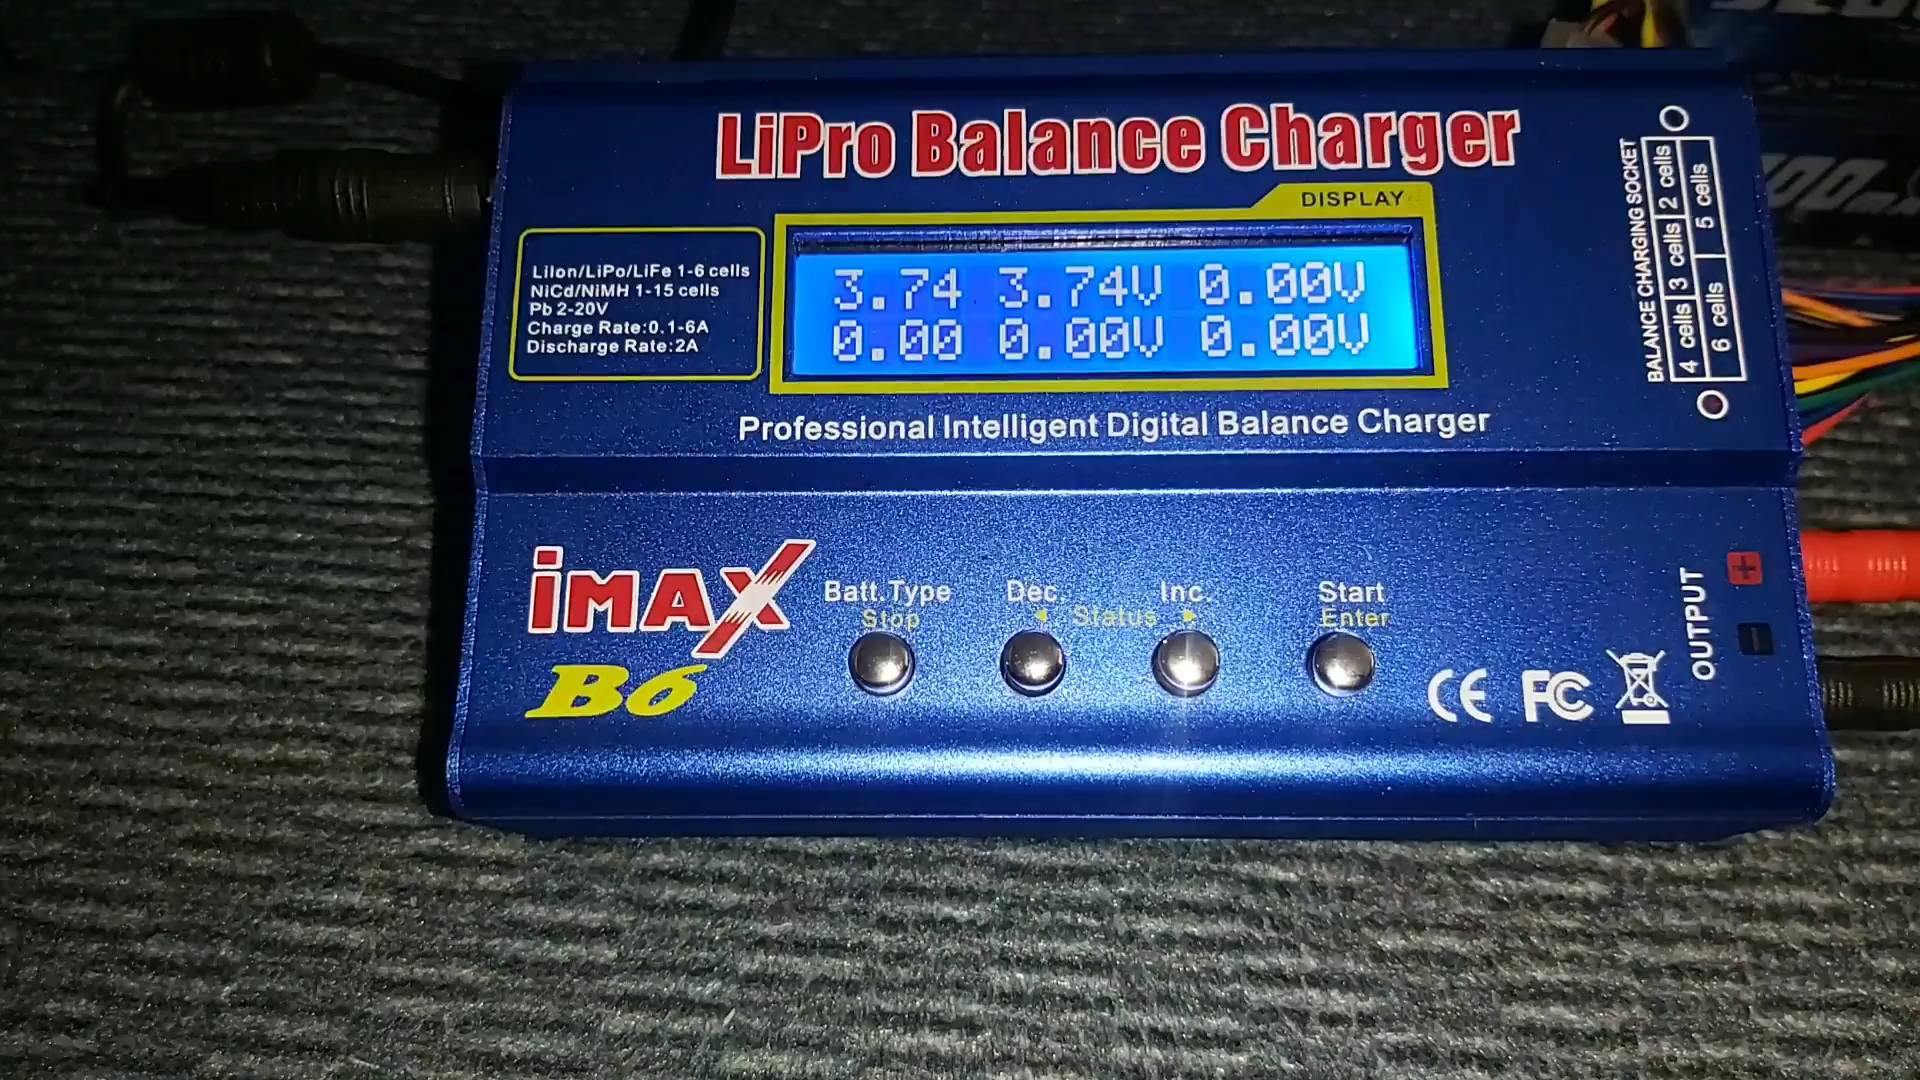 LiPro Balance Charger
DISPLAY
LiIon/LiPo/LiFe 1-6 cells
NiCd/NiMH 1-15 cells
Pb 2-20V
Charge Rate:0.1-6A
Discharge Rate:2A
3.74 3.74V 0.00V
0.00 0.00V 0.00V
Professional Intelligent Digital Balance Charger
BALANCE CHARGING SOCKET
4 cells 3 cells 2 cells
6 cells 5 cells
iMAX
B6
Batt.Type
Stop
Dec.
Status
Inc.
Start
Enter
CE FC
OUTPUT
+
-